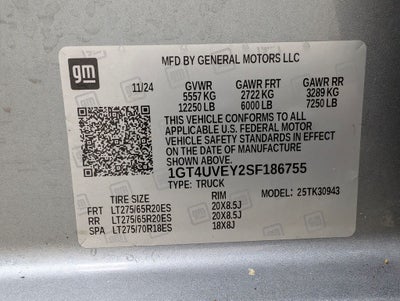 gm
MFD BY GENERAL MOTORS LLC
11/24 GVWR GAWR FRT GAWR RR
5557 KG 2722 KG 3289 KG
12250 LB 6000 LB 7250 LB
THIS VEHICLE CONFORMS TO ALL
APPLICABLE U.S. FEDERAL MOTOR
VEHICLE SAFETY STANDARDS IN EFFECT
ON THE DATE OF MANUFACTURE
SHOWN ABOVE.
1GT4UVEY2SF186755
TYPE: TRUCK MODEL: 25TK30943
TIRE SIZE RIM
FRT LT275/65R20ES 20X8.5J
RR LT275/65R20ES 20X8.5J
SPA LT275/70R18ES 18X8J